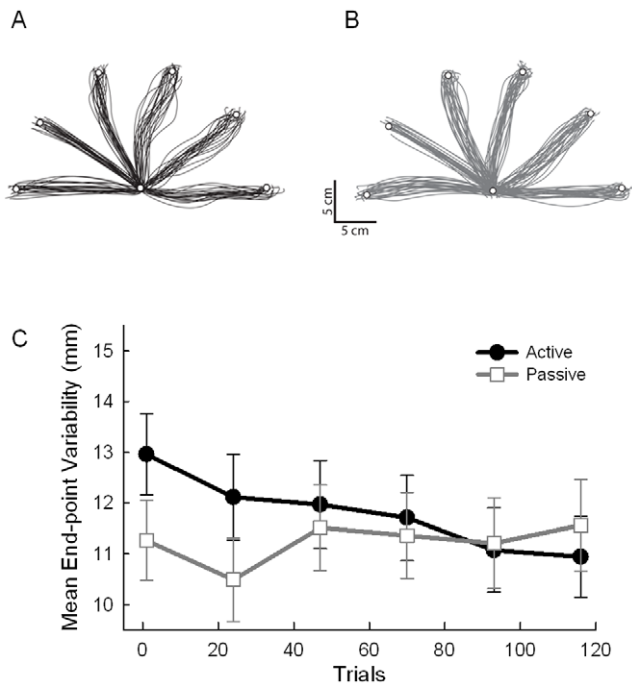 A
B
5 cm
5 cm
C
Mean End-point Variability (mm)
15
14
13
12
11
10
Active
Passive
0 20 40 60 80 100 120
Trials